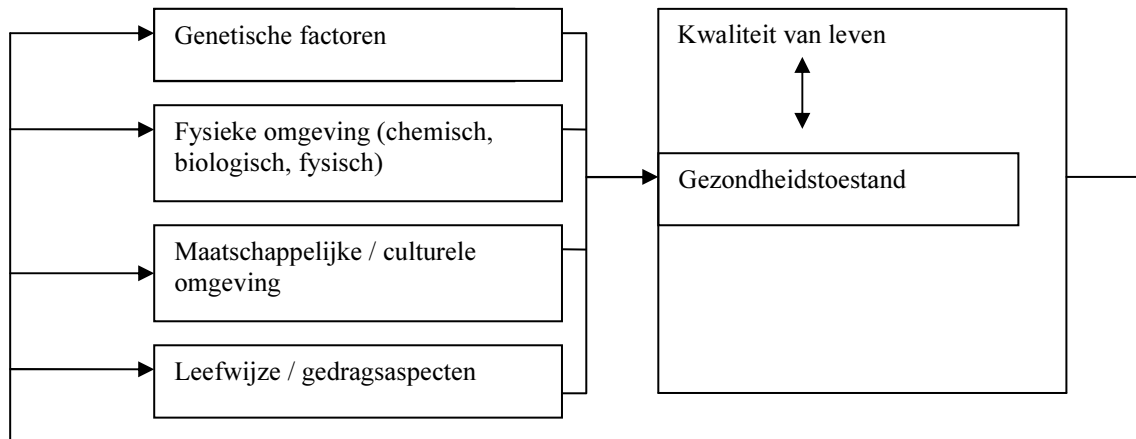 Genetische factoren
Fysieke omgeving (chemisch,
biologisch, fysisch)
Maatschappelijke / culturele
omgeving
Leefwijze / gedragsaspecten
Kwaliteit van leven
Gezondheidstoestand